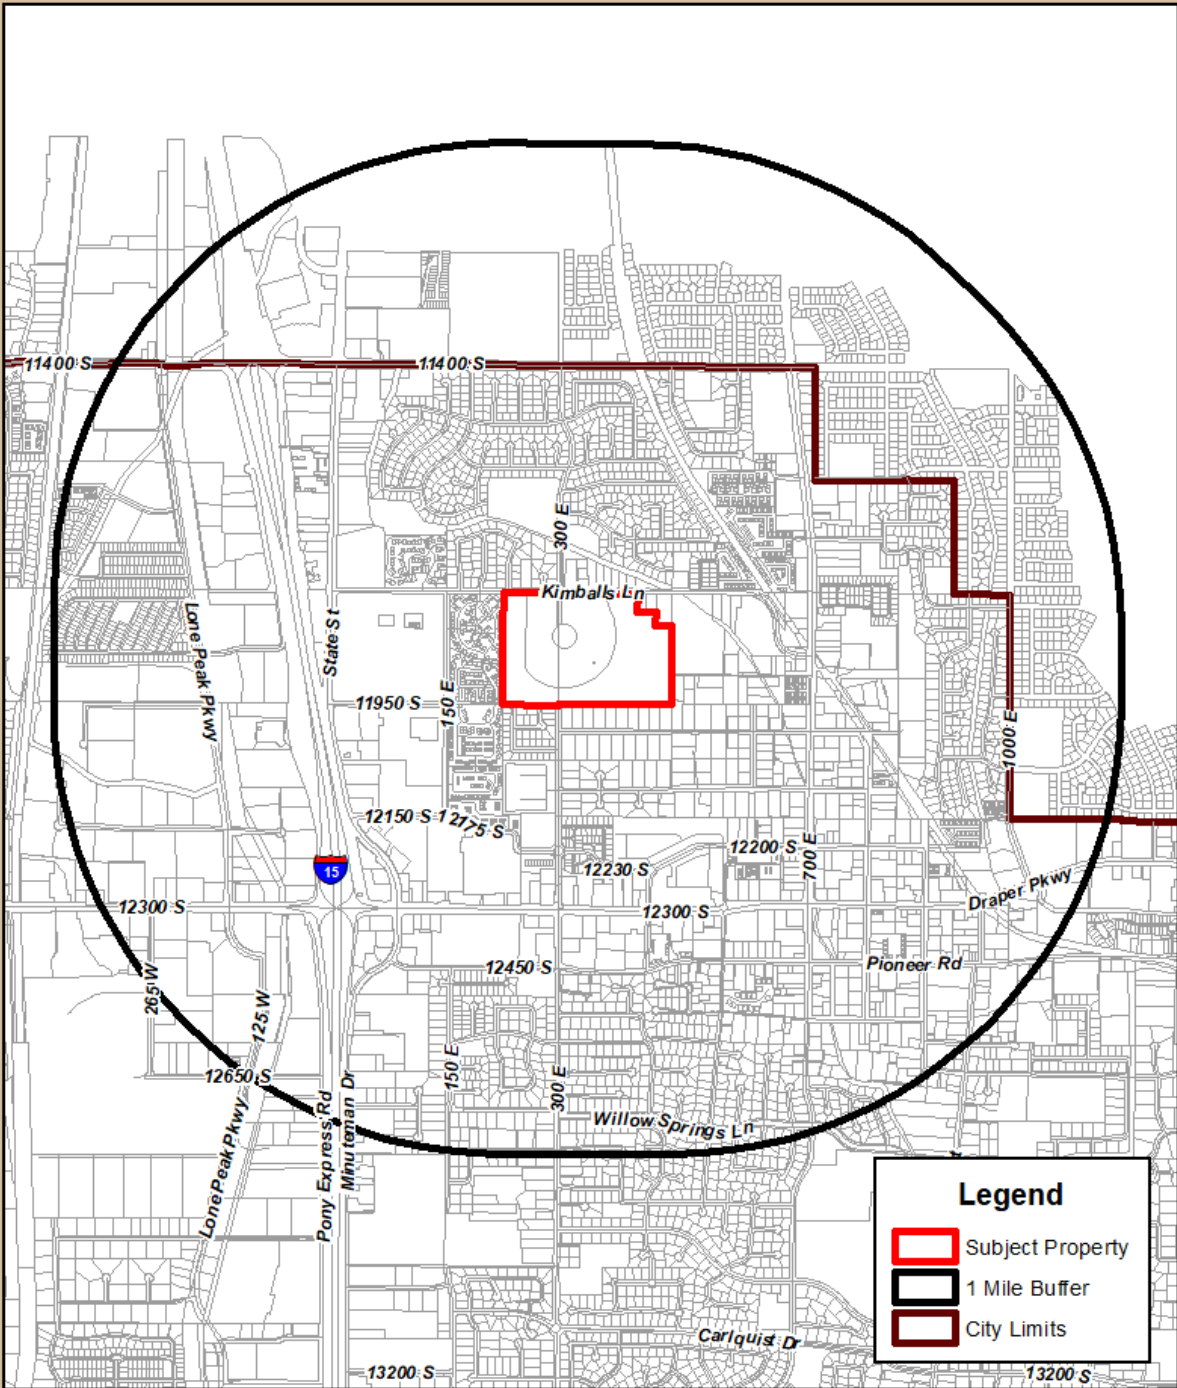 11400 S
11400 S
300 E
Kimballs Ln
Lone Peak Pkwy
State St
150 E
11950 S
1000 E
12150 S
12175 S
700 E
12200 S
15
12230 S
Draper Pkwy
12300 S
12300 S
Pioneer Rd
12450 S
265 W
125 W
150 E
300 E
12650 S
Willow Springs Ln
Lone Peak Pkwy
Pony Express Rd
Minuteman Dr
Legend
Subject Property
1 Mile Buffer
City Limits
Carlquist Dr
13200 S
13200 S